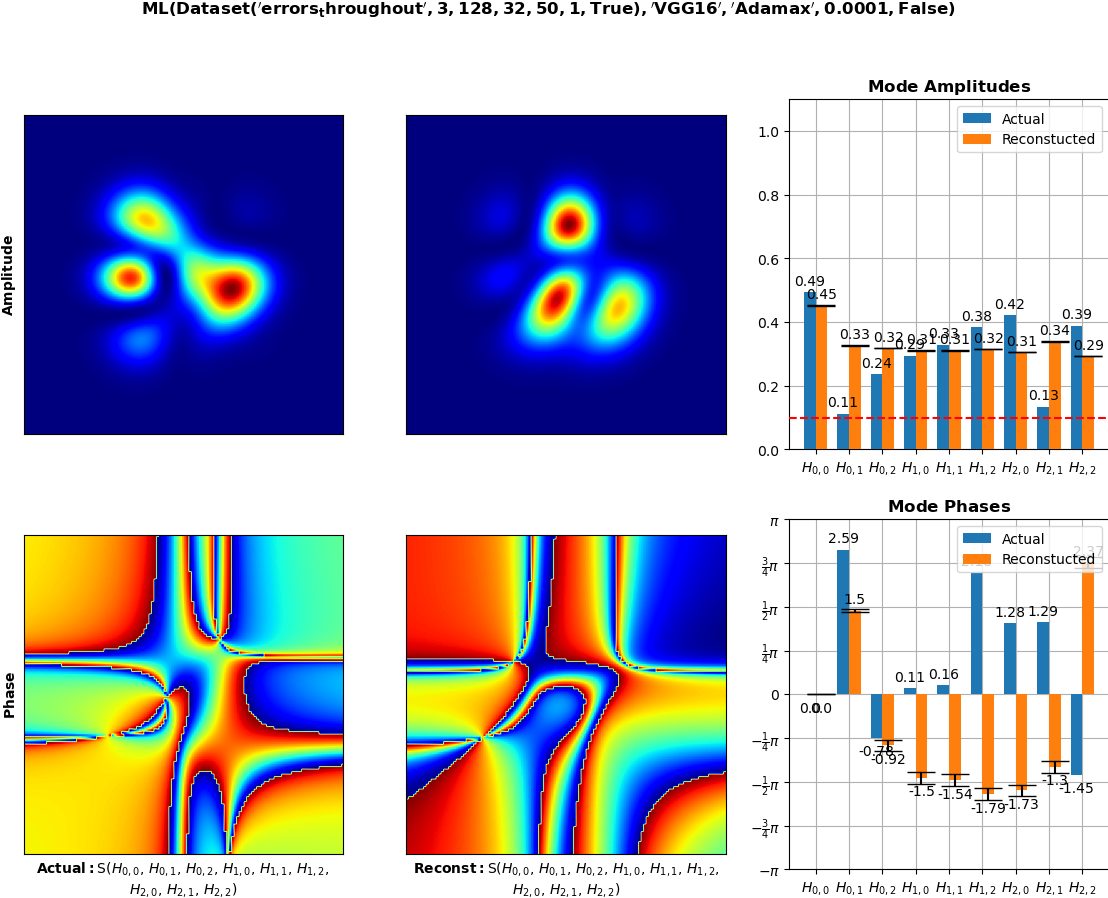 ML(Dataset('errors_throughout', 3, 128, 32, 50, 1, True), 'VGG16', 'Adamax', 0.0001, False)
Amplitude
Mode Amplitudes
Actual
Reconstucted
1.0
0.8
0.6
0.4
0.2
0.0
0.49
0.45
0.11
0.33
0.24
0.32
0.29
0.31
0.33
0.31
0.38
0.32
0.42
0.31
0.13
0.34
0.39
0.29
H0,0 H0,1 H0,2 H1,0 H1,1 H1,2 H2,0 H2,1 H2,2
Phase
Actual: S(H0,0, H0,1, H0,2, H1,0, H1,1, H1,2,
H2,0, H2,1, H2,2)
Reconst: S(H0,0, H0,1, H0,2, H1,0, H1,1, H1,2,
H2,0, H2,1, H2,2)
Mode Phases
Actual
Reconstucted
π
3/4π
1/2π
1/4π
0
−1/4π
−1/2π
−3/4π
−π
0.0
0.0
2.59
1.5
-0.78
-0.92
0.11
-1.5
0.16
-1.54
-1.79
1.28
-1.73
1.29
-1.3
-1.45
2.37
H0,0 H0,1 H0,2 H1,0 H1,1 H1,2 H2,0 H2,1 H2,2